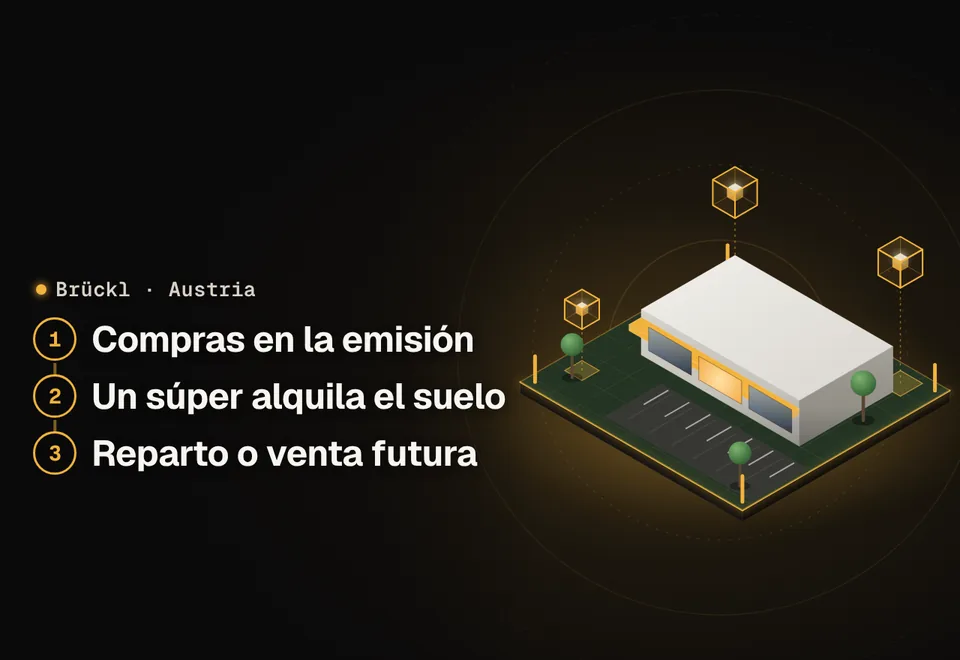 Brückl · Austria
1 Compras en la emisión
2 Un súper alquila el suelo
3 Reparto o venta futura